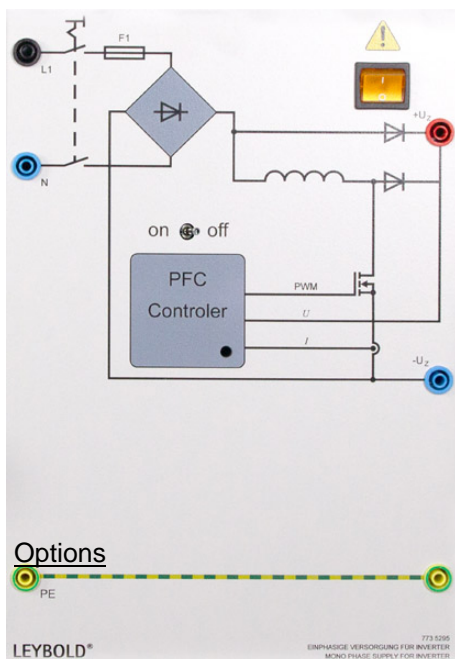 F1
L1
I
O
+Uz
N
on off
PFC
Controler
PWM
U
I
-Uz
Options
PE
773 5295
LEYBOLD®
EINPHASIGE VERSORGUNG FÜR INVERTER
MONO PHASE SUPPLY FOR INVERTER